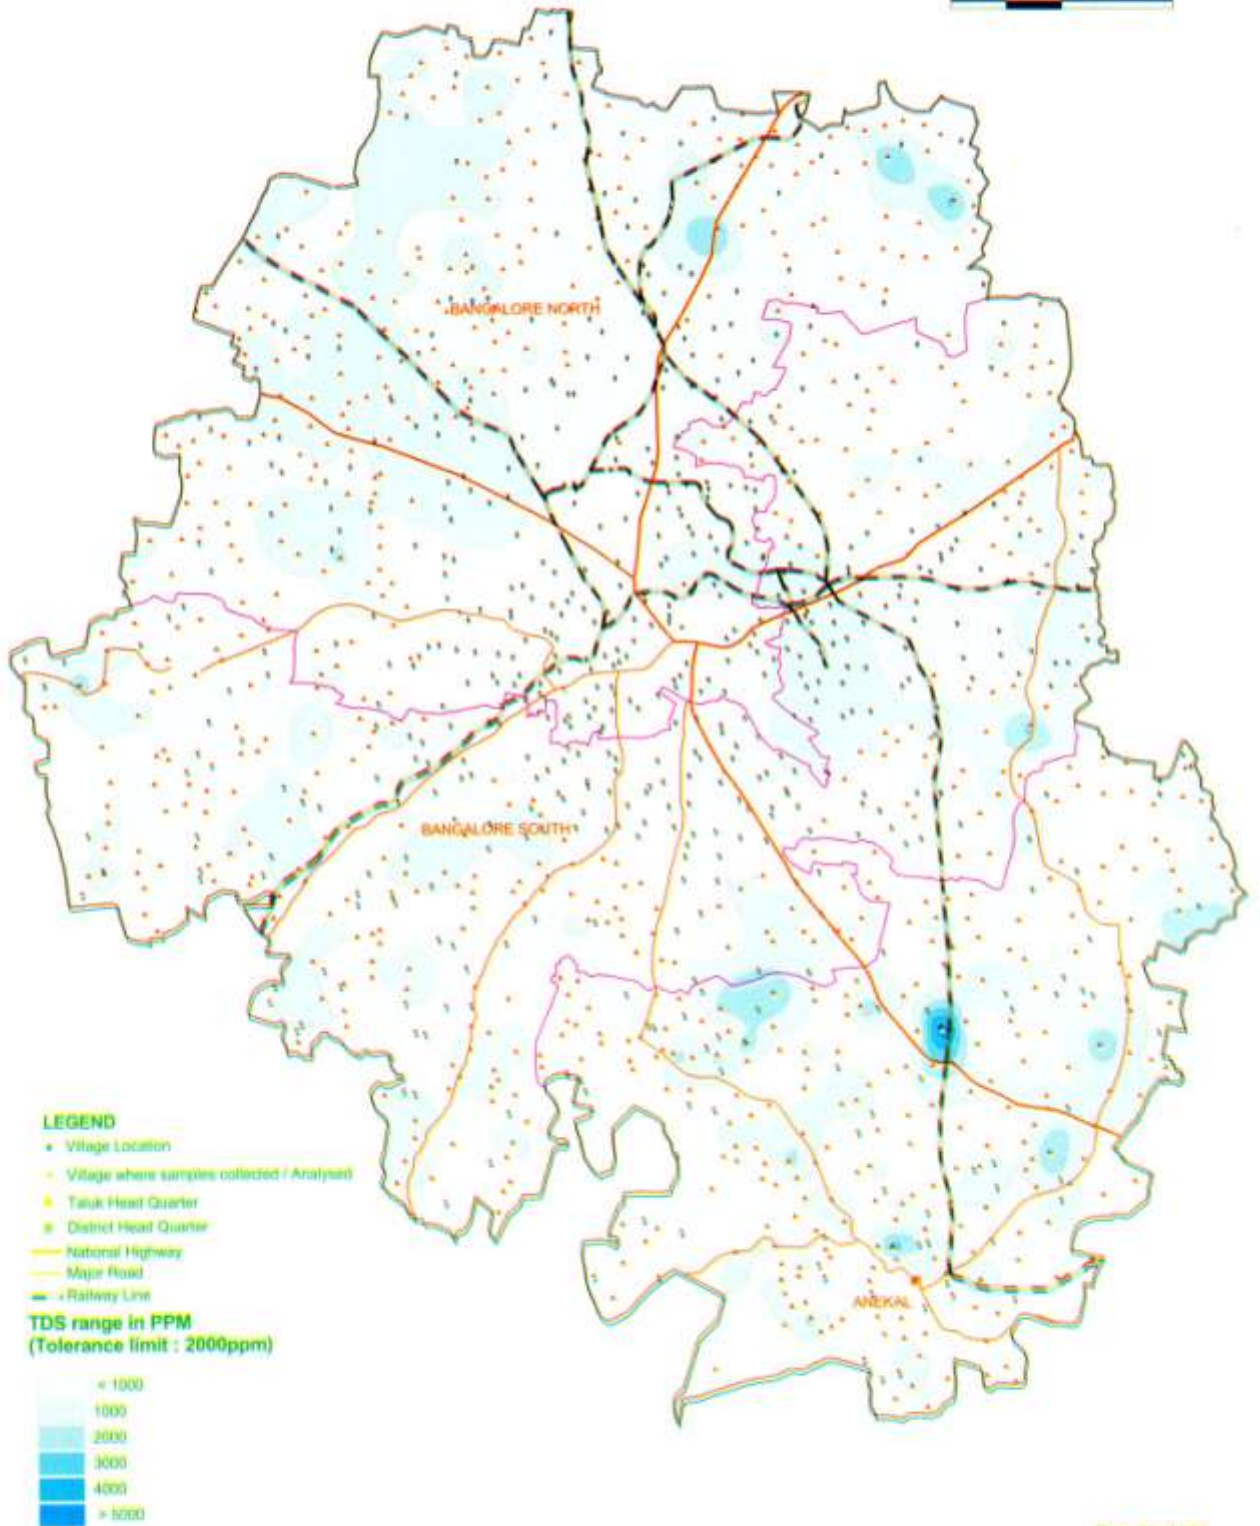 BANGALORE NORTH
BANGALORE SOUTH
ANEKAL
LEGEND
Village Location
Village where samples collected / Analysed
Taluk Head Quarter
District Head Quarter
National Highway
Major Road
Railway Line
TDS range in PPM
(Tolerance limit : 2000ppm)
< 1000
1000
2000
3000
4000
> 5000